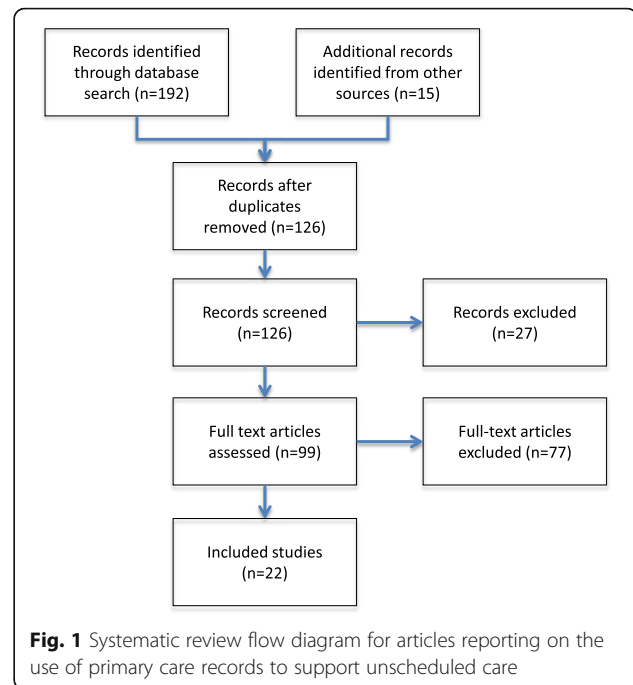 Records identified
through database
search (n=192)
Additional records
identified from other
sources (n=15)
Records after
duplicates
removed (n=126)
Records screened
(n=126)
Records excluded
(n=27)
Full text articles
assessed (n=99)
Full-text articles
excluded (n=77)
Included studies
(n=22)
Fig. 1 Systematic review flow diagram for articles reporting on the
use of primary care records to support unscheduled care